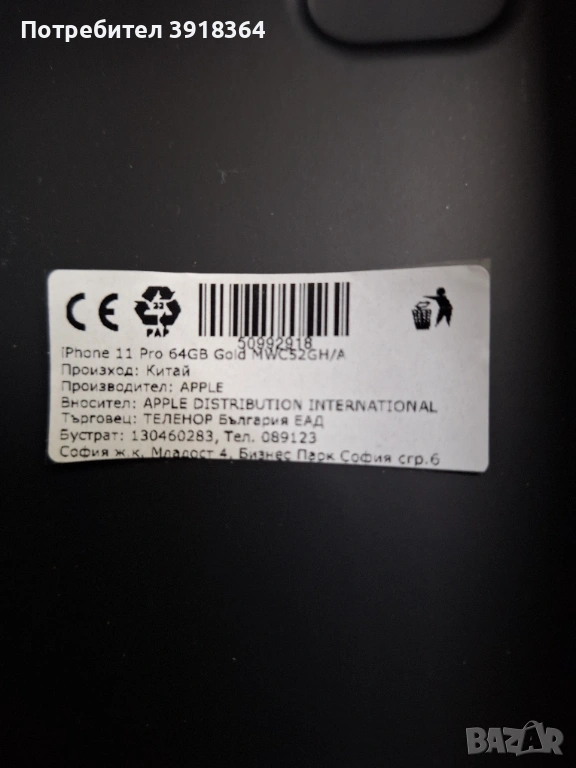 Потребител 3918364
CE
22
PAP
50992918
iPhone 11 Pro 64GB Gold MWC52GH/A
Произход: Китай
Производител: APPLE
Вносител: APPLE DISTRIBUTION INTERNATIONAL
Търговец: ТЕЛЕНОР България ЕАД
Бустрат: 130460283, Тел. 089123
София ж.к. Младост 4, Бизнес Парк София сгр.6
BAZAR